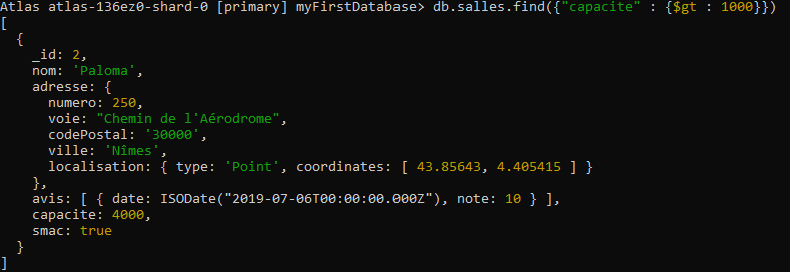 Atlas atlas-136ez0-shard-0 [primary] myFirstDatabase> db.salles.find({"capacite" : {$gt : 1000}})
[
  {
    _id: 2,
    nom: 'Paloma',
    adresse: {
      numero: 250,
      voie: "Chemin de l'Aérodrome",
      codePostal: '30000',
      ville: 'Nîmes',
      localisation: { type: 'Point', coordinates: [ 43.85643, 4.405415 ] }
    },
    avis: [ { date: ISODate("2019-07-06T00:00:00.000Z"), note: 10 } ],
    capacite: 4000,
    smac: true
  }
]